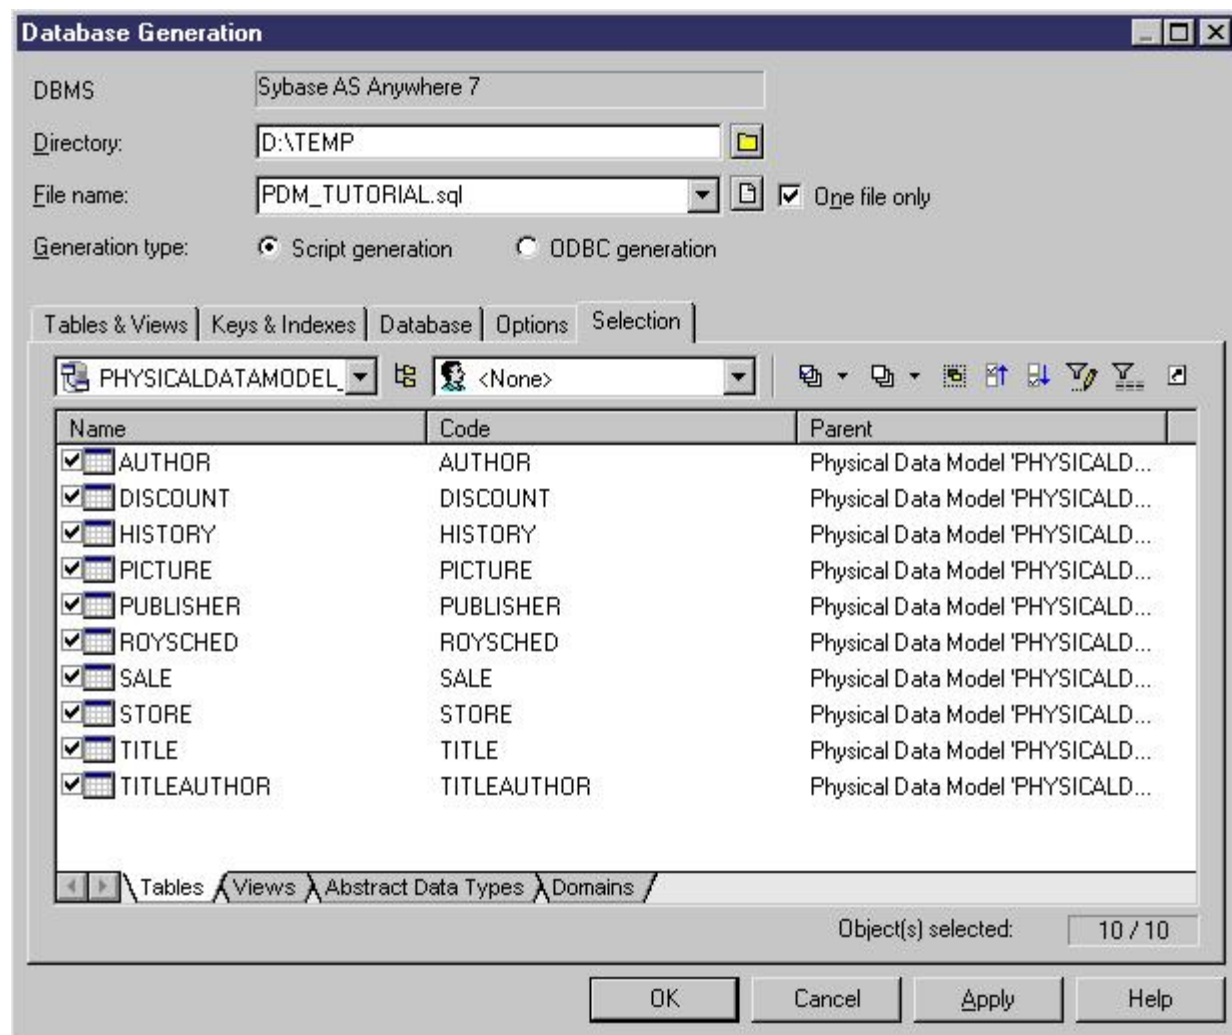 Database Generation
DBMS Sybase AS Anywhere 7
Directory: D:\TEMP
File name: PDM_TUTORIAL.sql One file only
Generation type: Script generation ODBC generation
Tables & Views Keys & Indexes Database Options Selection
PHYSICALDATAMODEL_ <None>
Name Code Parent
AUTHOR AUTHOR Physical Data Model 'PHYSICALD...
DISCOUNT DISCOUNT Physical Data Model 'PHYSICALD...
HISTORY HISTORY Physical Data Model 'PHYSICALD...
PICTURE PICTURE Physical Data Model 'PHYSICALD...
PUBLISHER PUBLISHER Physical Data Model 'PHYSICALD...
ROYSCHED ROYSCHED Physical Data Model 'PHYSICALD...
SALE SALE Physical Data Model 'PHYSICALD...
STORE STORE Physical Data Model 'PHYSICALD...
TITLE TITLE Physical Data Model 'PHYSICALD...
TITLEAUTHOR TITLEAUTHOR Physical Data Model 'PHYSICALD...
Tables Views Abstract Data Types Domains
Object(s) selected: 10 / 10
OK Cancel Apply Help